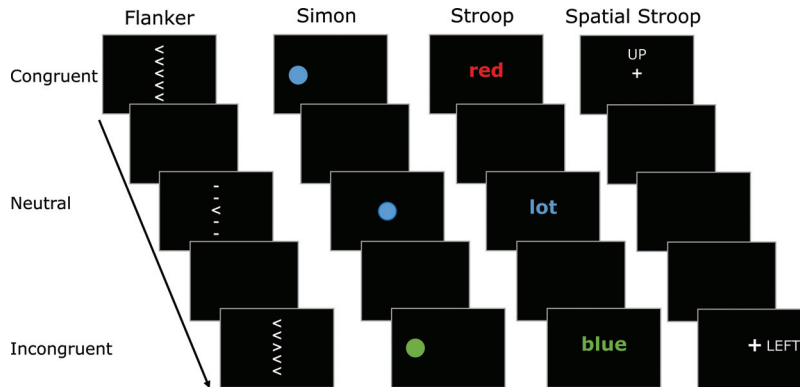 Flanker Simon Stroop Spatial Stroop
Congruent
<
<
<
<
<
red
UP
+
Neutral
-
-
<
-
-
lot
Incongruent
<
<
>
<
<
blue
+ LEFT